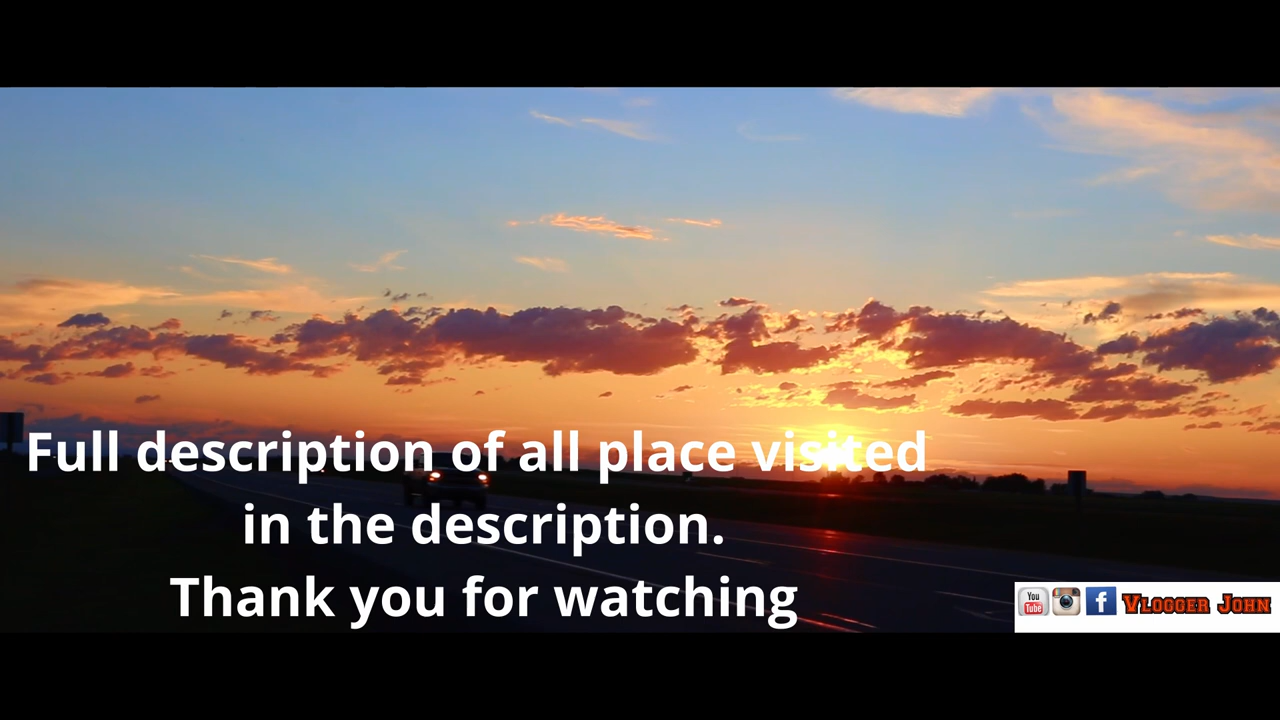 Full description of all place visited
in the description.
Thank you for watching
You
Tube
f
Vlogger John